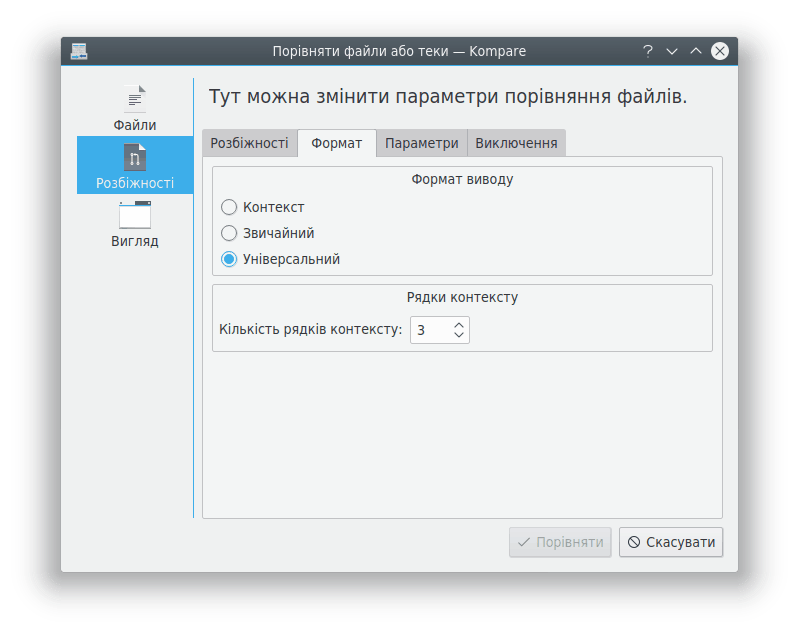 Порівняти файли або теки — Kompare
Файли
Розбіжності
Вигляд
Тут можна змінити параметри порівняння файлів.
Розбіжності Формат Параметри Виключення
Формат виводу
Контекст
Звичайний
Універсальний
Рядки контексту
Кількість рядків контексту: 3
Порівняти Скасувати